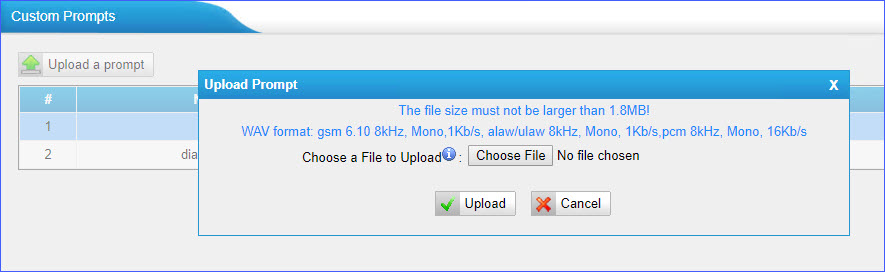 Custom Prompts
Upload a prompt
Upload Prompt X
The file size must not be larger than 1.8MB!
#
WAV format: gsm 6.10 8kHz, Mono,1Kb/s, alaw/ulaw 8kHz, Mono, 1Kb/s,pcm 8kHz, Mono, 16Kb/s
1
Choose a File to Upload : Choose File No file chosen
2 dia
Upload Cancel